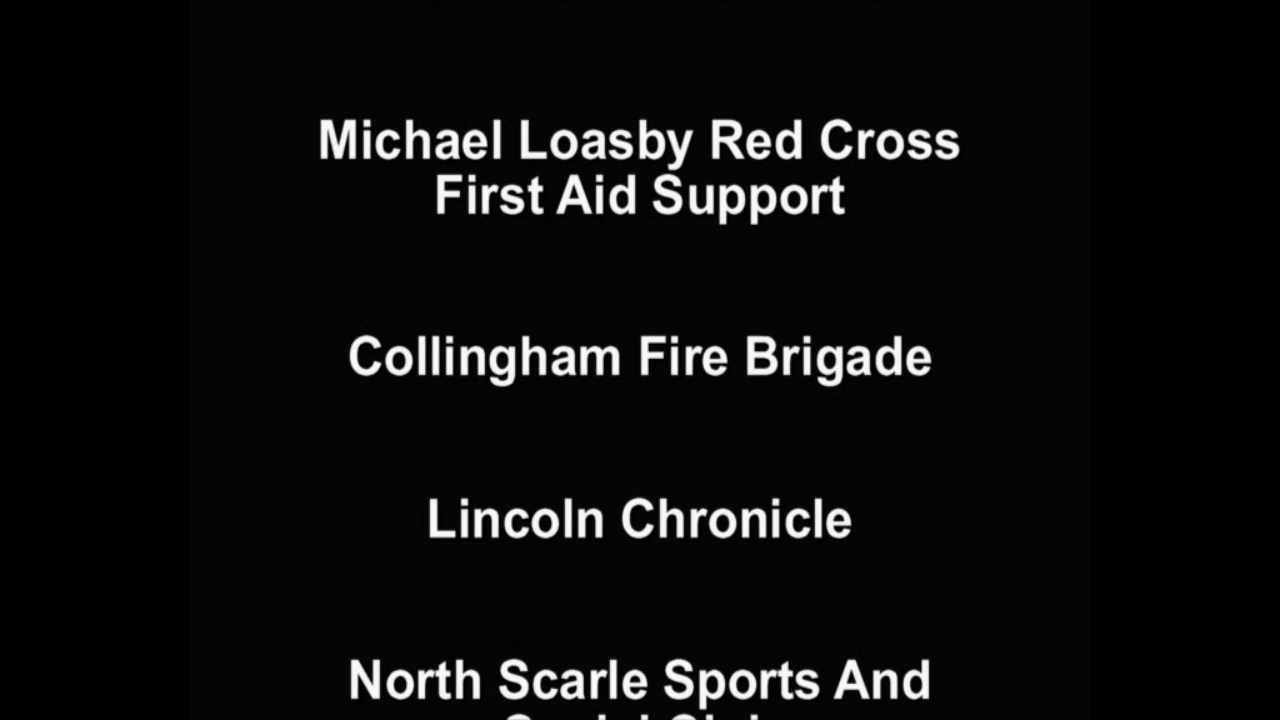 Michael Loasby Red Cross
First Aid Support
Collingham Fire Brigade
Lincoln Chronicle
North Scarle Sports And